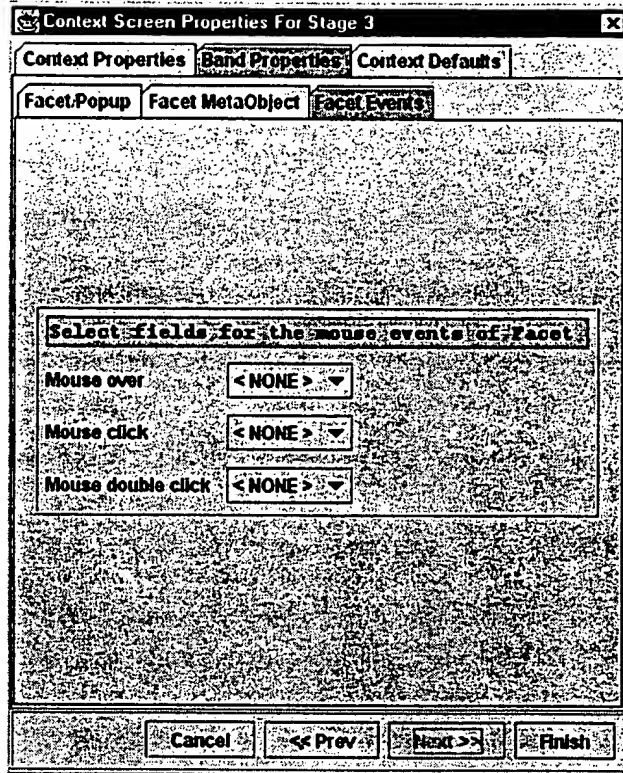 Context Screen Properties For Stage 3
Context Properties Band Properties Context Defaults
Facet/Popup Facet MetaObject Facet Events
Select fields for the mouse events of Facet
Mouse over < NONE >
Mouse click < NONE >
Mouse double click < NONE >
Cancel << Prev Next >> Finish